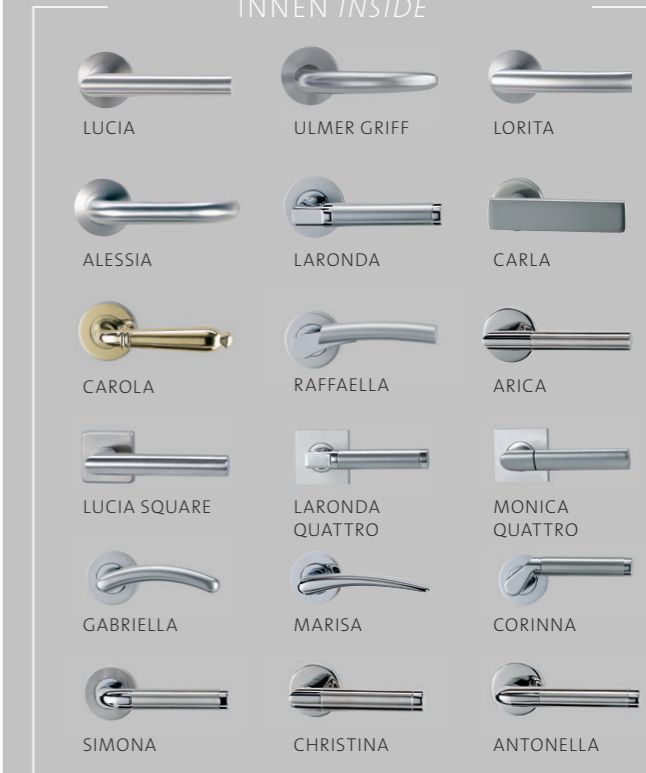 INNEN INSIDE
LUCIA
ULMER GRIFF
LORITA
ALESSIA
LARONDA
CARLA
CAROLA
RAFFAELLA
ARICA
LUCIA SQUARE
LARONDA
QUATTRO
MONICA
QUATTRO
GABRIELLA
MARISA
CORINNA
SIMONA
CHRISTINA
ANTONELLA